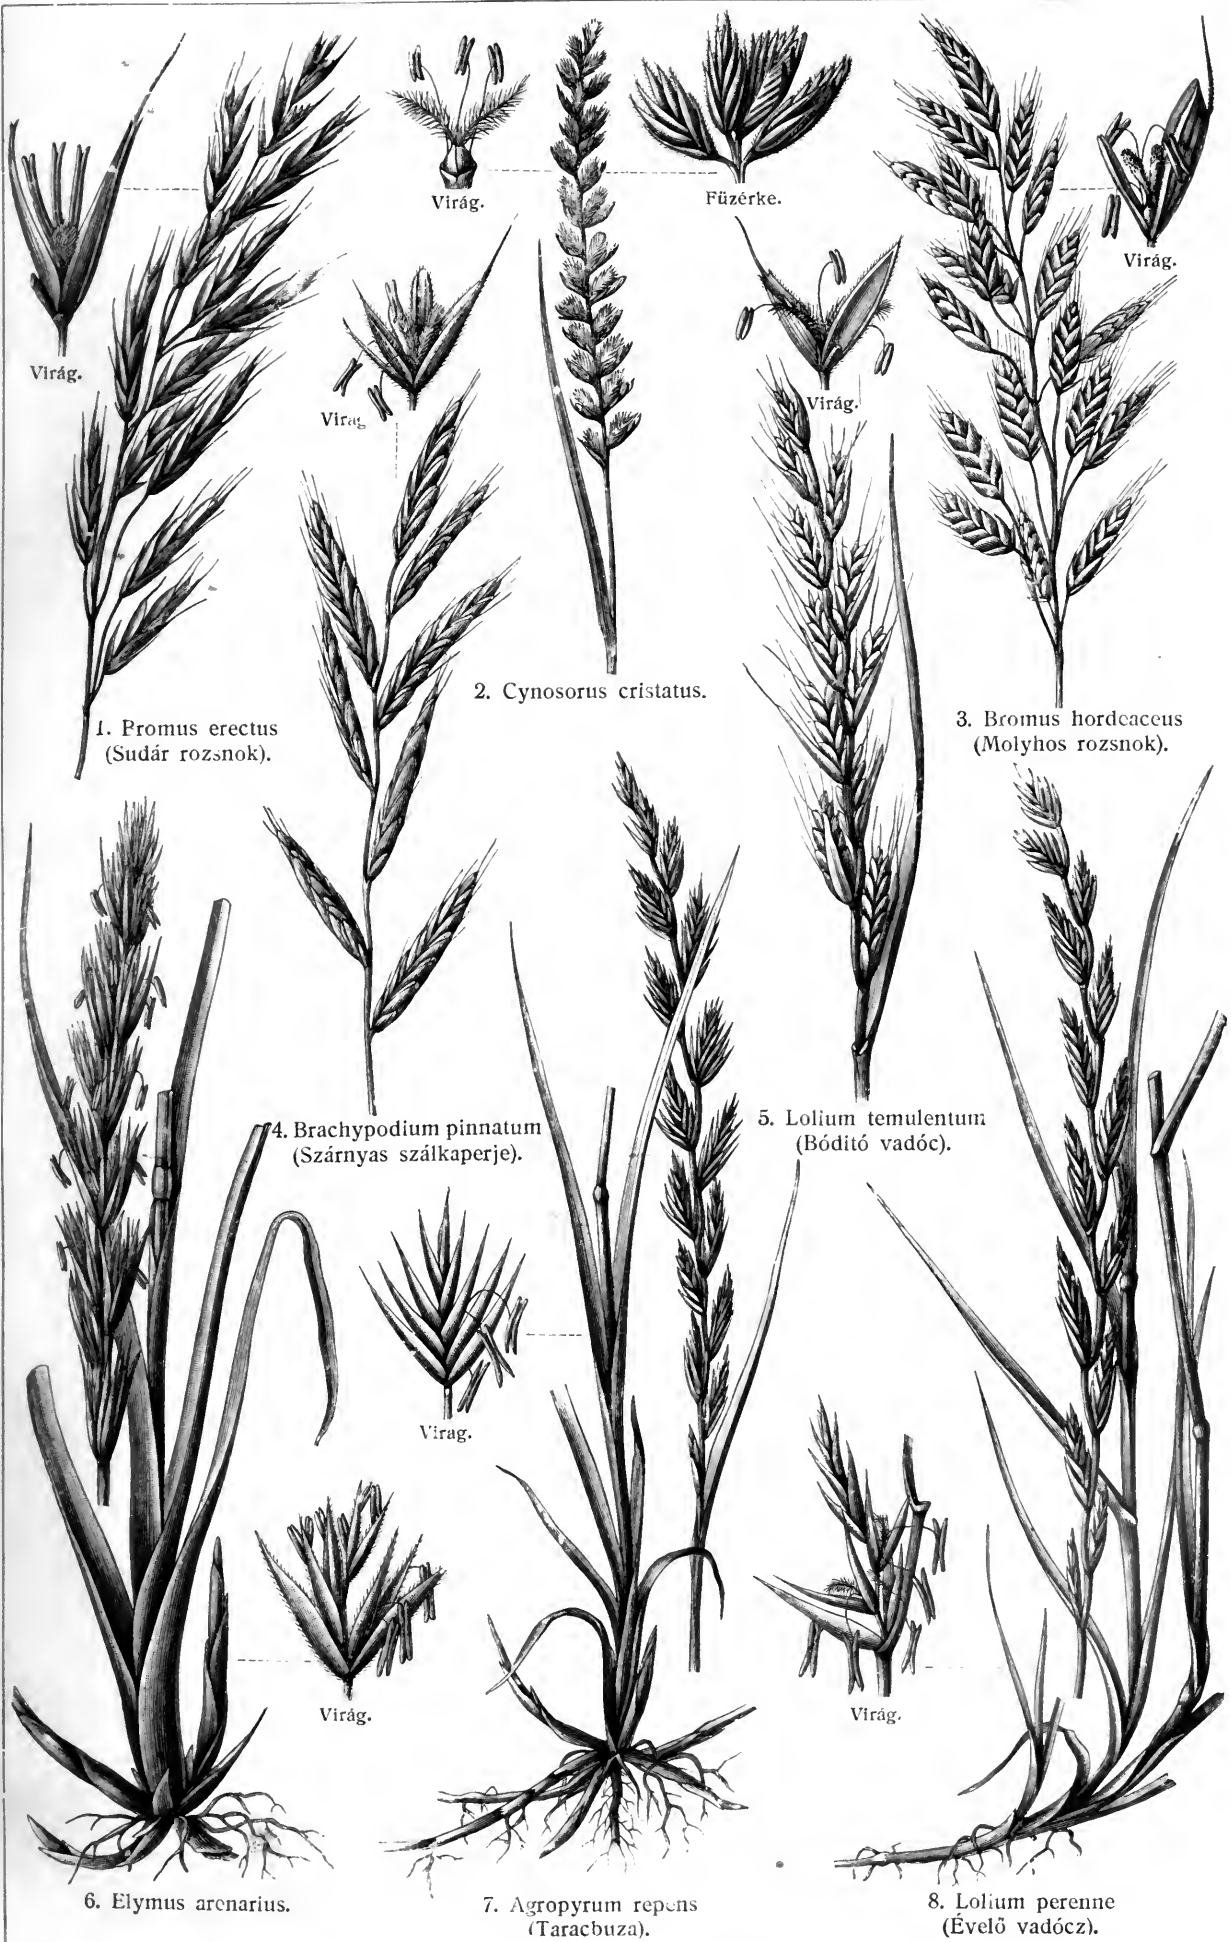 Virág.
Füzérke.
Virág.
Virág.
Virág
Virág.
2. Cynosorus cristatus.
1. Promus erectus
(Sudár rozsnok).
3. Bromus hordeaceus
(Molyhos rozsnok).
4. Brachypodium pinnatum
(Szárnyas szálkaperje).
5. Lolium temulentum
(Bóditó vadóc).
Virag.
Virág.
Virág.
6. Elymus arenarius.
7. Agropyrum repens
(Taracbuza).
8. Lolium perenne
(Évelő vadócz).